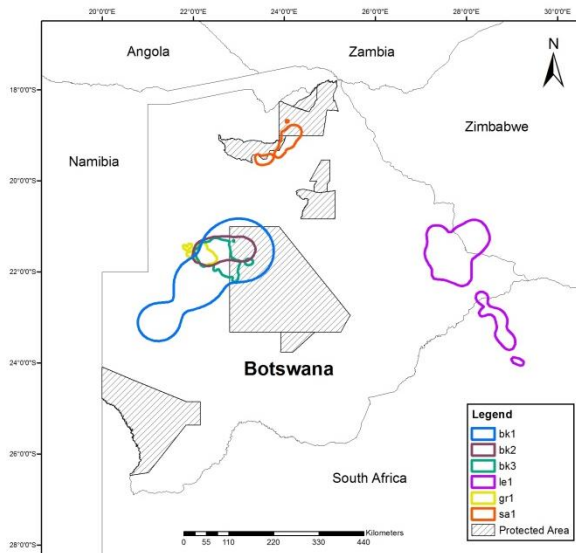 20°0'0"E 22°0'0"E 24°0'0"E 26°0'0"E 28°0'0"E 30°0'0"E
Angola
Zambia
N
18°0'0"S
Zimbabwe
Namibia
20°0'0"S
22°0'0"S
24°0'0"S
Botswana
Legend
bk1
bk2
bk3
le1
gr1
sa1
Protected Area
26°0'0"S
South Africa
Kilometers
0 55 110 220 330 440
28°0'0"S